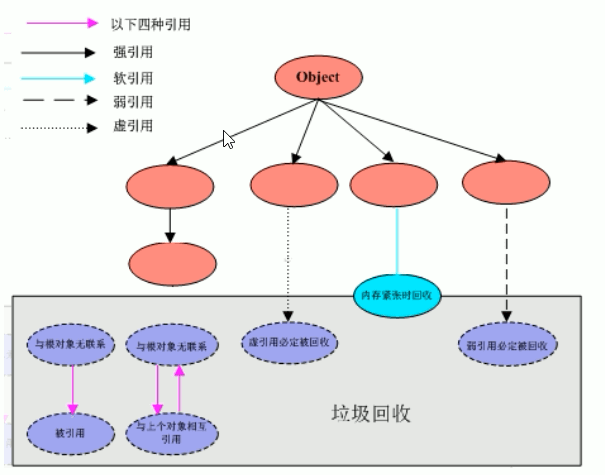 以下四种引用
强引用
软引用
弱引用
虚引用
Object
内存紧张时回收
与根对象无联系
与根对象无联系
虚引用必定被回收
弱引用必定被回收
被引用
与上个对象相互
引用
垃圾回收